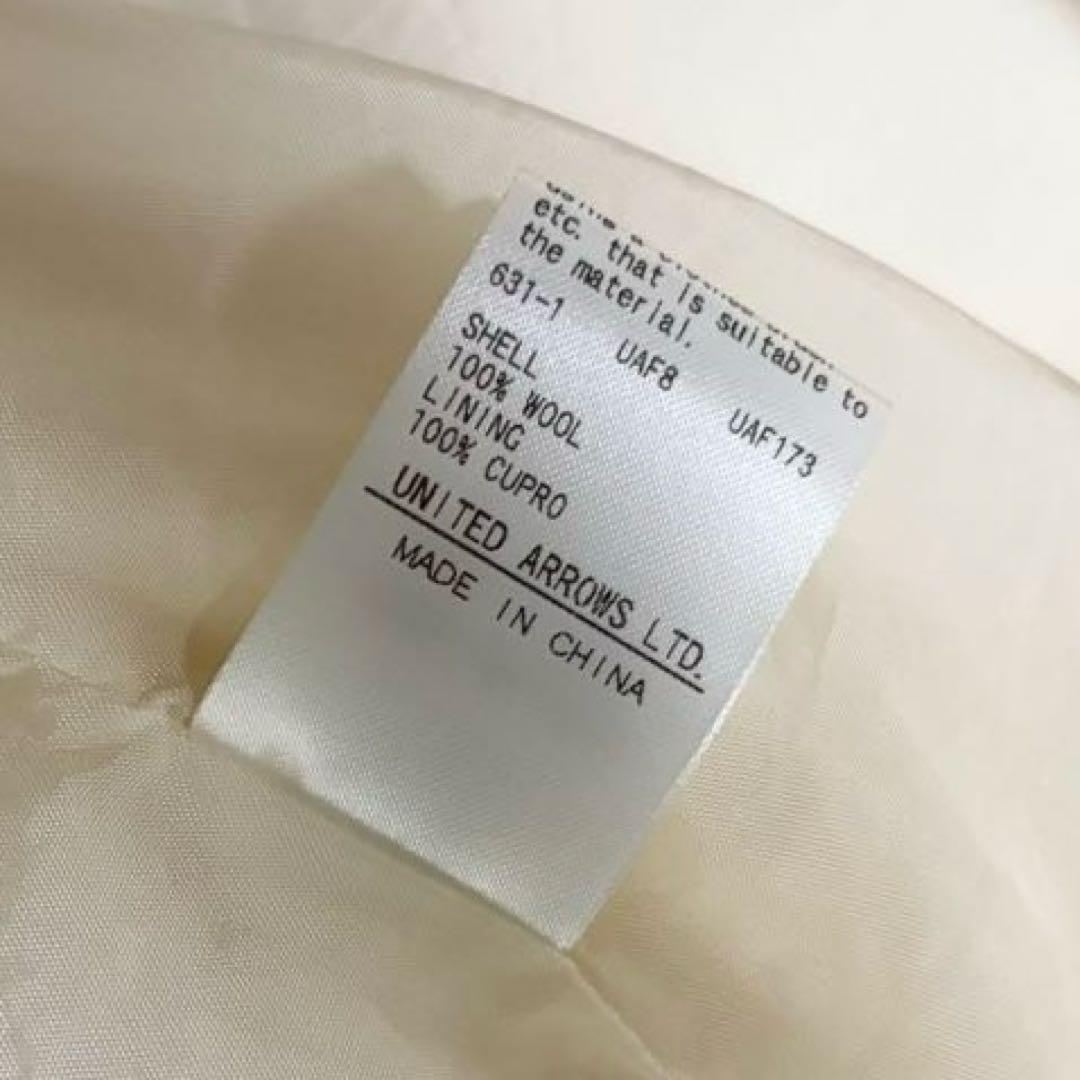 etc. that is suitable to
the material.
631-1 UAF8 UAF173
SHELL
100% WOOL
LINING
100% CUPRO
UNITED ARROWS LTD.
MADE IN CHINA